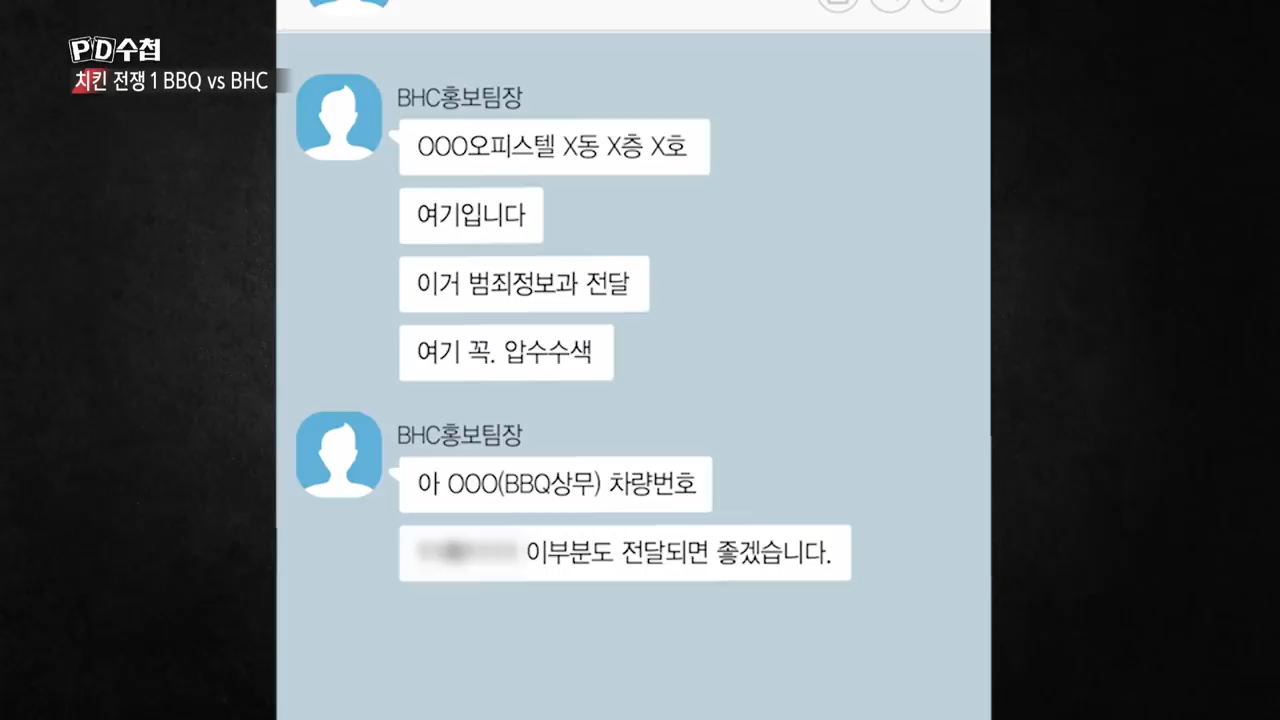 PD수첩
치킨 전쟁 1 BBQ vs BHC
BHC홍보팀장
OOO오피스텔 X동 X층 X호
여기입니다
이거 범죄정보과 전달
여기 꼭. 압수수색
BHC홍보팀장
아 OOO(BBQ상무) 차량번호
이부분도 전달되면 좋겠습니다.